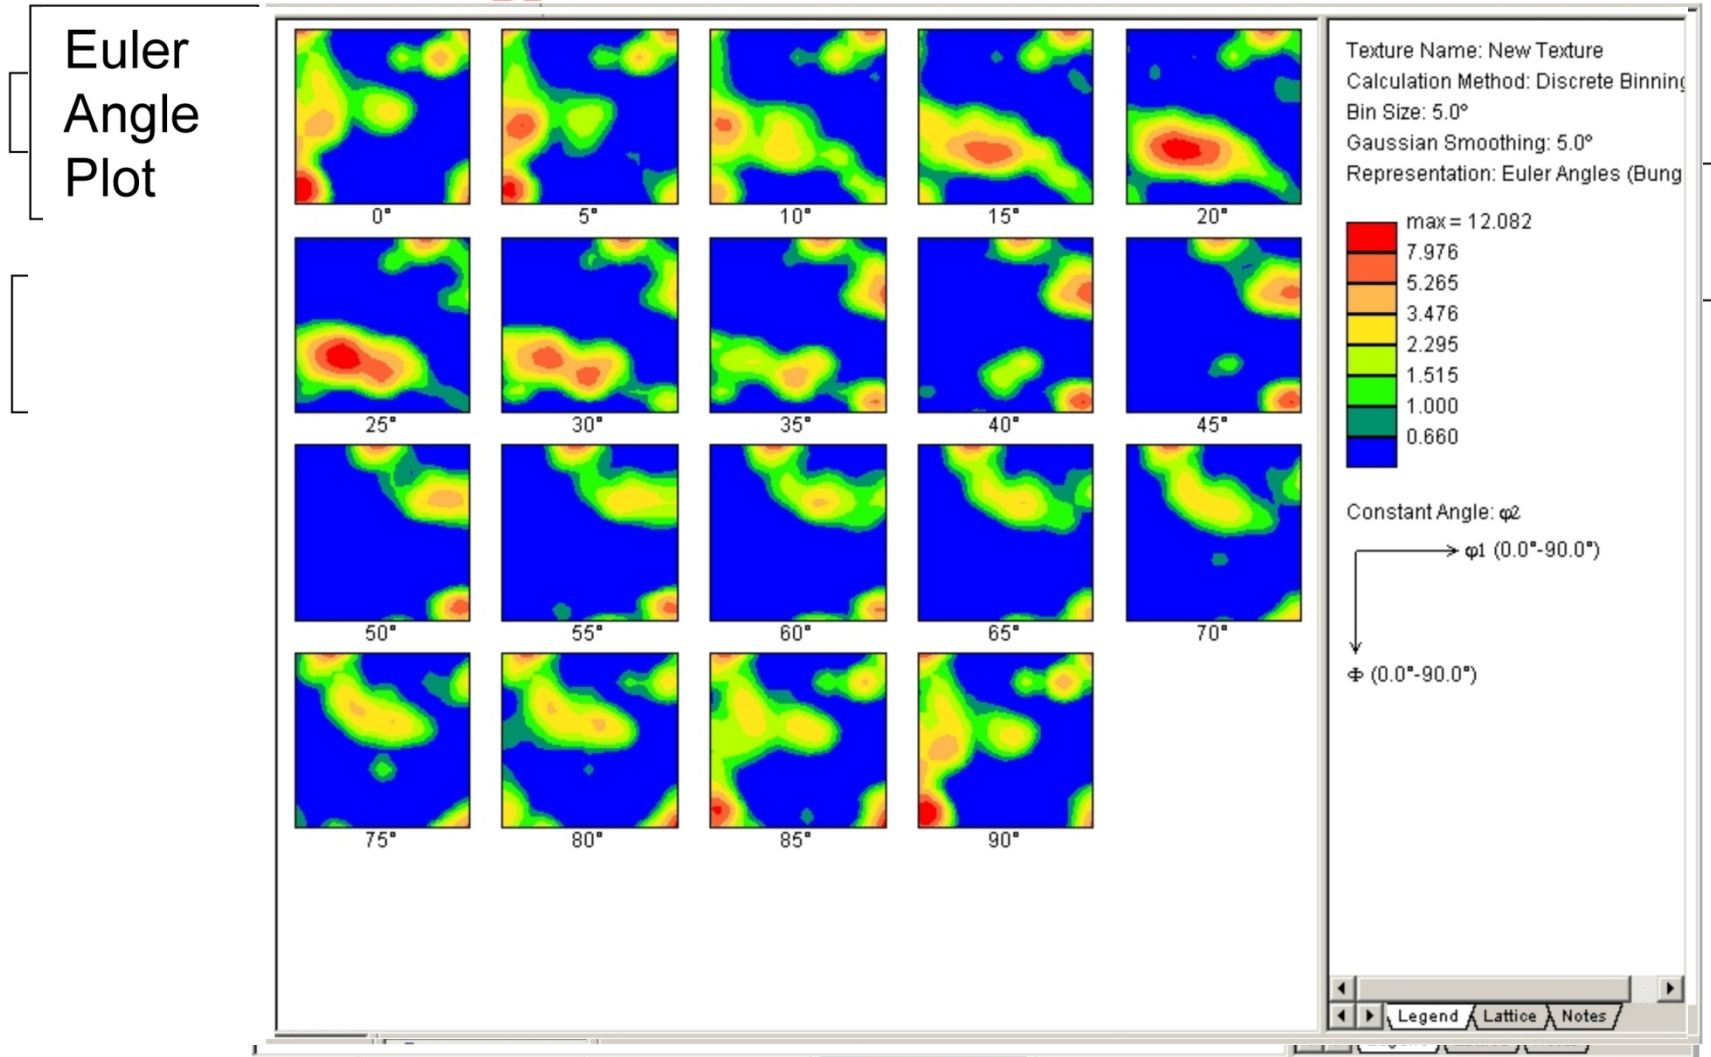 Euler
Angle
Plot
0°
5°
10°
15°
20°
25°
30°
35°
40°
45°
50°
55°
60°
65°
70°
75°
80°
85°
90°
Texture Name: New Texture
Calculation Method: Discrete Binning
Bin Size: 5.0°
Gaussian Smoothing: 5.0°
Representation: Euler Angles (Bung
max = 12.082
7.976
5.265
3.476
2.295
1.515
1.000
0.660
Constant Angle: φ2
φ1 (0.0°-90.0°)
Φ (0.0°-90.0°)
Legend Lattice Notes